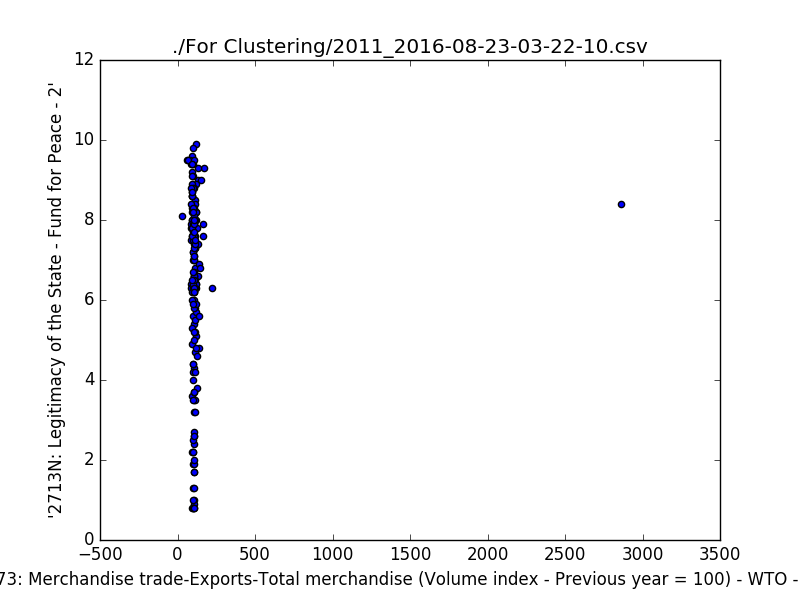 ./For Clustering/2011_2016-08-23-03-22-10.csv
'2713N: Legitimacy of the State - Fund for Peace - 2'
12
10
8
6
4
2
0
−500 0 500 1000 1500 2000 2500 3000 3500
73: Merchandise trade-Exports-Total merchandise (Volume index - Previous year = 100) - WTO -